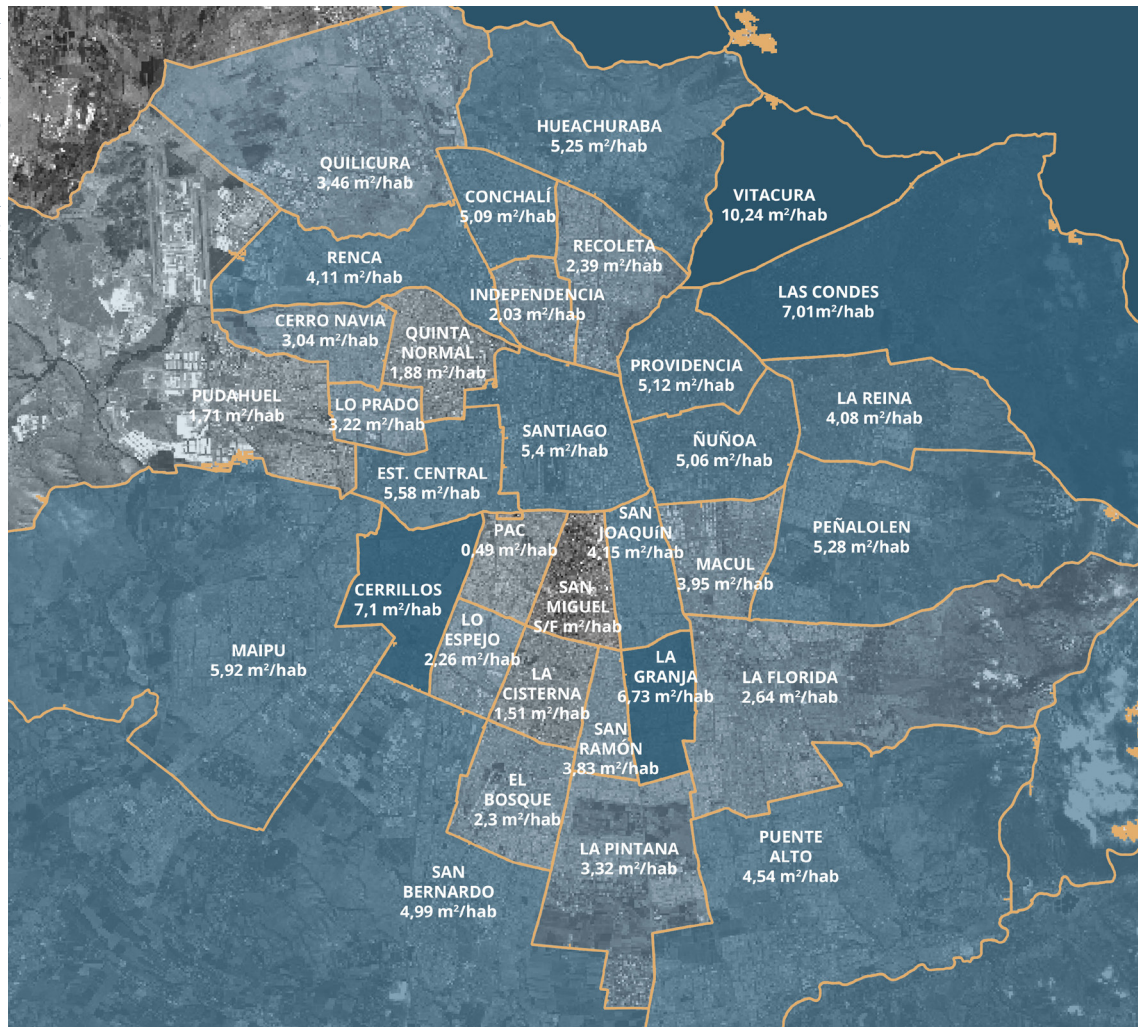 HUEACHURABA
5,25 m²/hab
QUILICURA
3,46 m²/hab
CONCHALÍ
5,09 m²/hab
VITACURA
10,24 m²/hab
RECOLETA
2,39 m²/hab
RENCA
4,11 m²/hab
INDEPENDENCIA
2,03 m²/hab
LAS CONDES
7,01m²/hab
CERRO NAVIA
3,04 m²/hab
QUINTA
NORMAL
1,88 m²/hab
PROVIDENCIA
5,12 m²/hab
PUDAHUEL
1,71 m²/hab
LO PRADO
3,22 m²/hab
LA REINA
4,08 m²/hab
SANTIAGO
5,4 m²/hab
ÑUÑOA
5,06 m²/hab
EST. CENTRAL
5,58 m²/hab
PAC
0,49 m²/hab
SAN
JOAQUíN
4,15 m²/hab
PEÑALOLEN
5,28 m²/hab
MACUL
3,95 m²/hab
CERRILLOS
7,1 m²/hab
SAN
MIGUEL
S/F m²/hab
LO
ESPEJO
2,26 m²/hab
MAIPU
5,92 m²/hab
LA
GRANJA
6,73 m²/hab
LA FLORIDA
2,64 m²/hab
LA
CISTERNA
1,51 m²/hab
SAN
RAMÓN
3,83 m²/hab
EL
BOSQUE
2,3 m²/hab
LA PINTANA
3,32 m²/hab
PUENTE
ALTO
4,54 m²/hab
SAN
BERNARDO
4,99 m²/hab